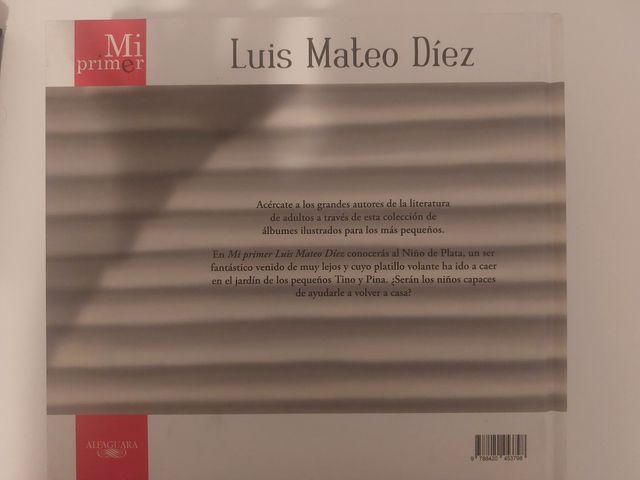 Mi
primer
Luis Mateo Díez
Acércate a los grandes autores de la literatura
de adultos a través de esta colección de
álbumes ilustrados para los más pequeños.
En Mi primer Luis Mateo Díez conocerás al Niño de Plata, un ser
fantástico venido de muy lejos y cuyo platillo volante ha ido a caer
en el jardín de los pequeños Tino y Pina. ¿Serán los niños capaces
de ayudarle a volver a casa?
ALFAGUARA
9 788420 453798